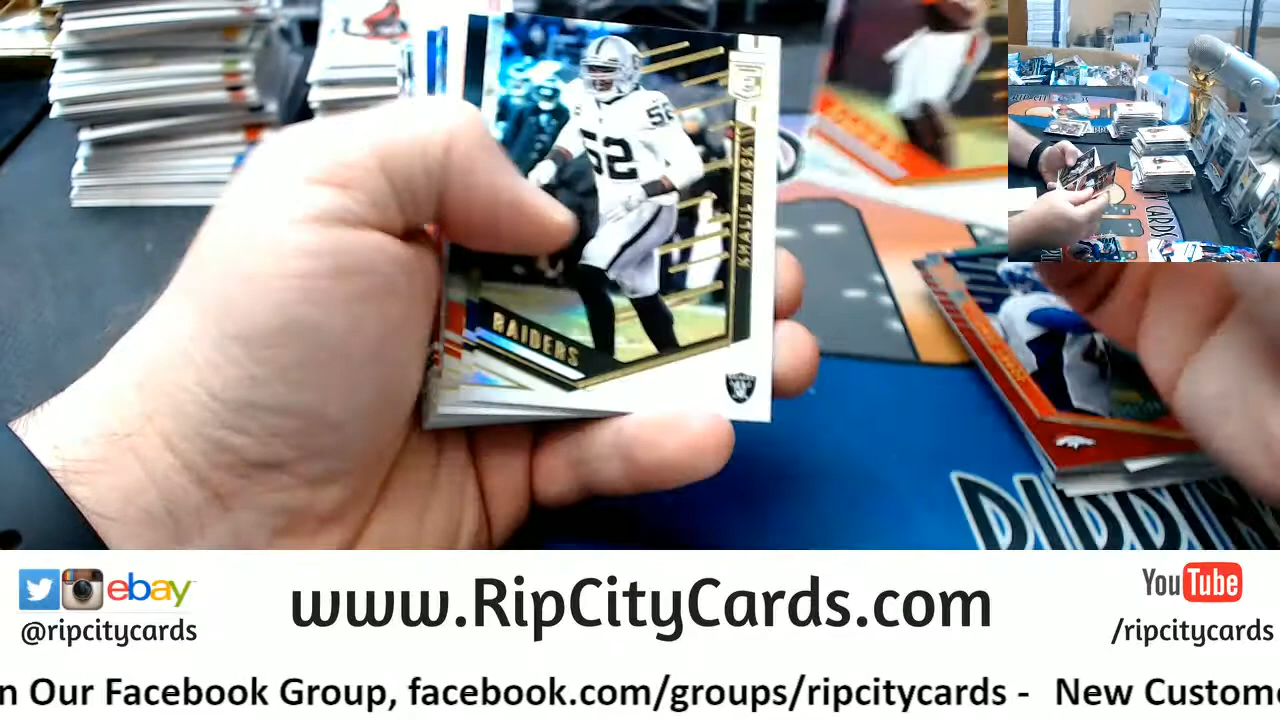 52
KHALIL MACK
RAIDERS
www.RipCityCards.com
ebay
@ripcitycards
YouTube
/ripcitycards
n Our Facebook Group, facebook.com/groups/ripcitycards - New Custome